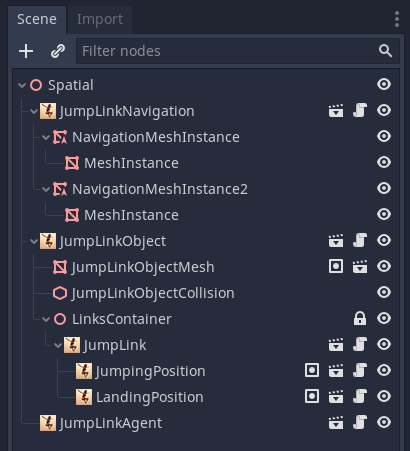 Scene Import
Filter nodes
Spatial
JumpLinkNavigation
NavigationMeshInstance
MeshInstance
NavigationMeshInstance2
MeshInstance
JumpLinkObject
JumpLinkObjectMesh
JumpLinkObjectCollision
LinksContainer
JumpLink
JumpingPosition
LandingPosition
JumpLinkAgent